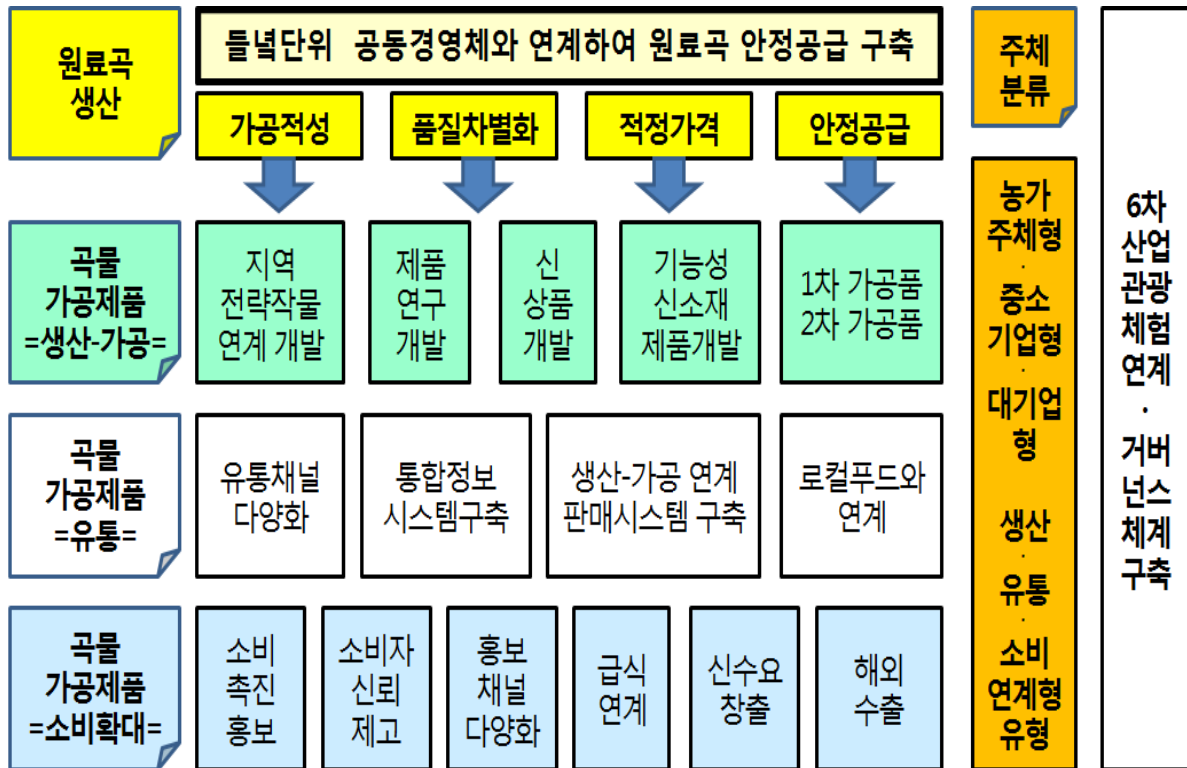 원료곡
생산
들녘단위 공동경영체와 연계하여 원료곡 안정공급 구축
가공적성
품질차별화
적정가격
안정공급
곡물
가공제품
=생산-가공=
지역
전략작물
연계 개발
제품
연구
개발
신
상품
개발
기능성
신소재
제품개발
1차 가공품
2차 가공품
곡물
가공제품
=유통=
유통채널
다양화
통합정보
시스템구축
생산-가공 연계
판매시스템 구축
로컬푸드와
연계
곡물
가공제품
=소비확대=
소비
촉진
홍보
소비자
신뢰
제고
홍보
채널
다양화
급식
연계
신수요
창출
해외
수출
주체
분류
농가
주체형
·
중소
기업형
·
대기업
형
생산
·
유통
·
소비
연계형
유형
6차
산업
관광
체험
연계
·
거버
넌스
체계
구축